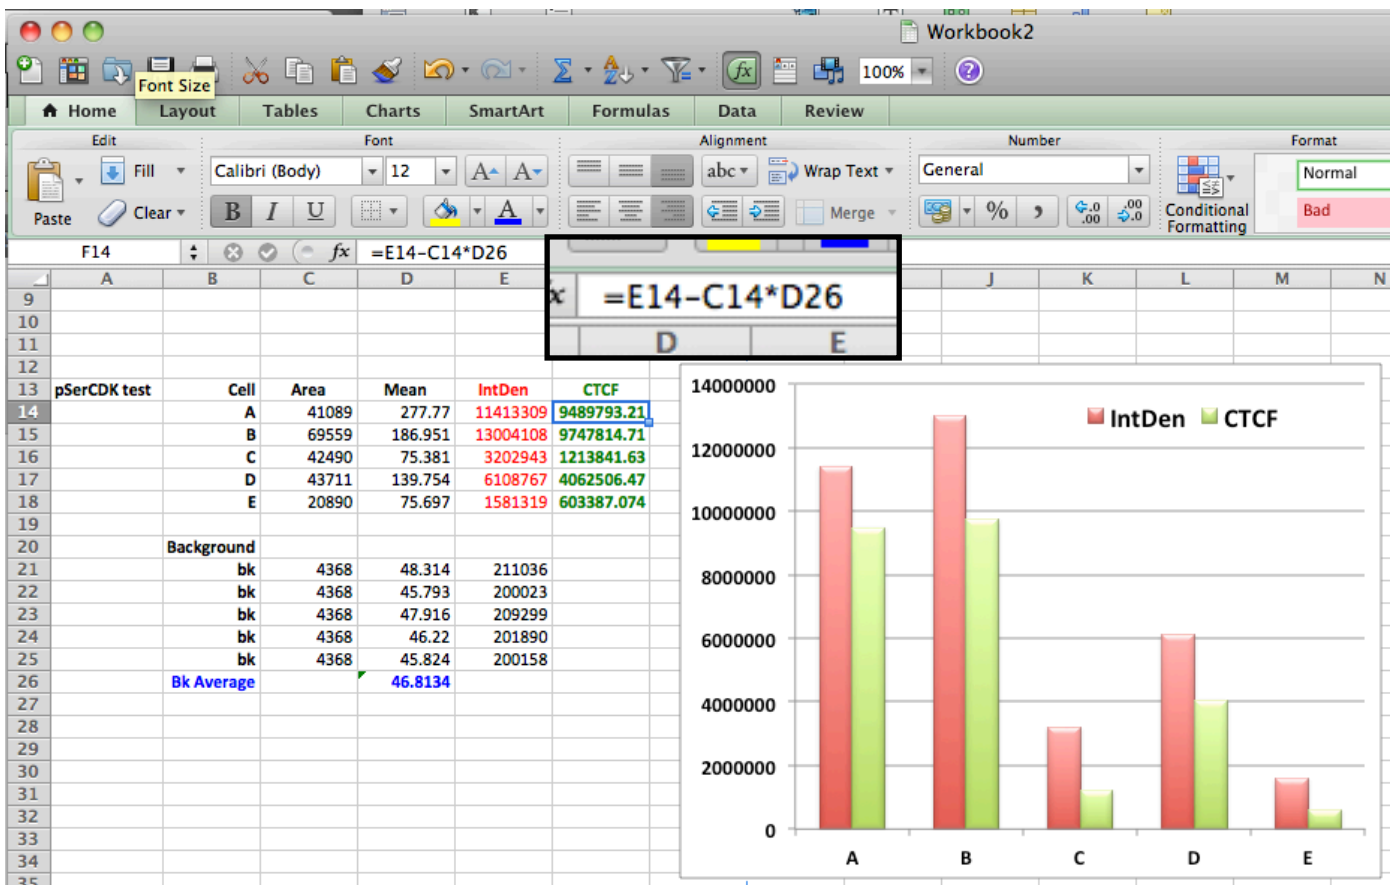 Workbook2
100%
Font Size
Home Layout Tables Charts SmartArt Formulas Data Review
Edit Font Alignment Number Format
Fill Calibri (Body) 12 A A abc Wrap Text General Normal
Paste Clear B I U A Merge % Conditional Formatting Bad
F14 fx =E14-C14*D26
x =E14-C14*D26
D E
A B C D E J K L M N
9
10
11
12
13 pSerCDK test Cell Area Mean IntDen CTCF
14 A 41089 277.77 11413309 9489793.21
15 B 69559 186.951 13004108 9747814.71
16 C 42490 75.381 3202943 1213841.63
17 D 43711 139.754 6108767 4062506.47
18 E 20890 75.697 1581319 603387.074
19
20 Background
21 bk 4368 48.314 211036
22 bk 4368 45.793 200023
23 bk 4368 47.916 209299
24 bk 4368 46.22 201890
25 bk 4368 45.824 200158
26 Bk Average 46.8134
27
28
29
30
31
32
33
34
35
IntDen CTCF
14000000
12000000
10000000
8000000
6000000
4000000
2000000
0
A B C D E